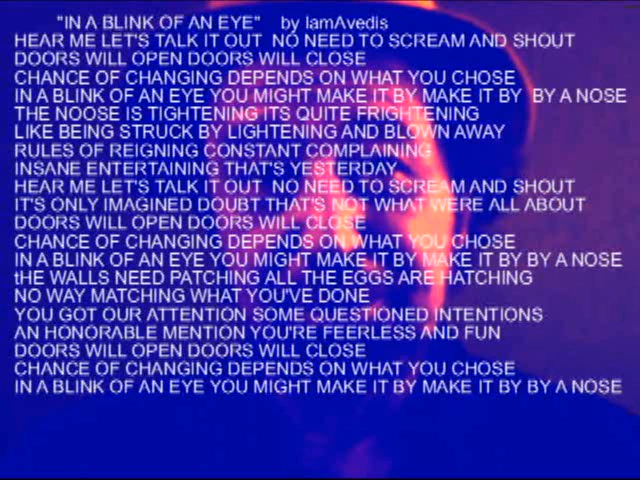 "IN A BLINK OF AN EYE" by IamAvedis
HEAR ME LET'S TALK IT OUT NO NEED TO SCREAM AND SHOUT
DOORS WILL OPEN DOORS WILL CLOSE
CHANCE OF CHANGING DEPENDS ON WHAT YOU CHOSE
IN A BLINK OF AN EYE YOU MIGHT MAKE IT BY MAKE IT BY BY A NOSE
THE NOOSE IS TIGHTENING ITS QUITE FRIGHTENING
LIKE BEING STRUCK BY LIGHTENING AND BLOWN AWAY
RULES OF REIGNING CONSTANT COMPLAINING
INSANE ENTERTAINING THAT'S YESTERDAY
HEAR ME LET'S TALK IT OUT NO NEED TO SCREAM AND SHOUT
IT'S ONLY IMAGINED DOUBT THAT'S NOT WHAT WERE ALL ABOUT
DOORS WILL OPEN DOORS WILL CLOSE
CHANCE OF CHANGING DEPENDS ON WHAT YOU CHOSE
IN A BLINK OF AN EYE YOU MIGHT MAKE IT BY MAKE IT BY BY A NOSE
tHE WALLS NEED PATCHING ALL THE EGGS ARE HATCHING
NO WAY MATCHING WHAT YOU'VE DONE
YOU GOT OUR ATTENTION SOME QUESTIONED INTENTIONS
AN HONORABLE MENTION YOU'RE FEERLESS AND FUN
DOORS WILL OPEN DOORS WILL CLOSE
CHANCE OF CHANGING DEPENDS ON WHAT YOU CHOSE
IN A BLINK OF AN EYE YOU MIGHT MAKE IT BY MAKE IT BY BY A NOSE